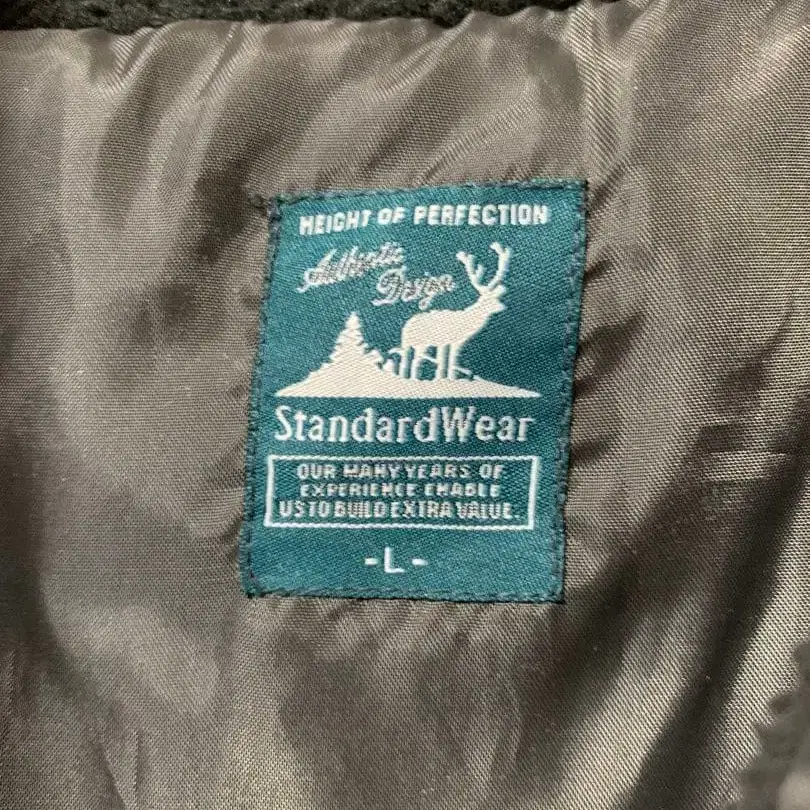 HEIGHT OF PERFECTION
Authentic
Design
StandardWear
OUR MANY YEARS OF
EXPERIENCE ENABLE
US TO BUILD EXTRA VALUE.
-L-